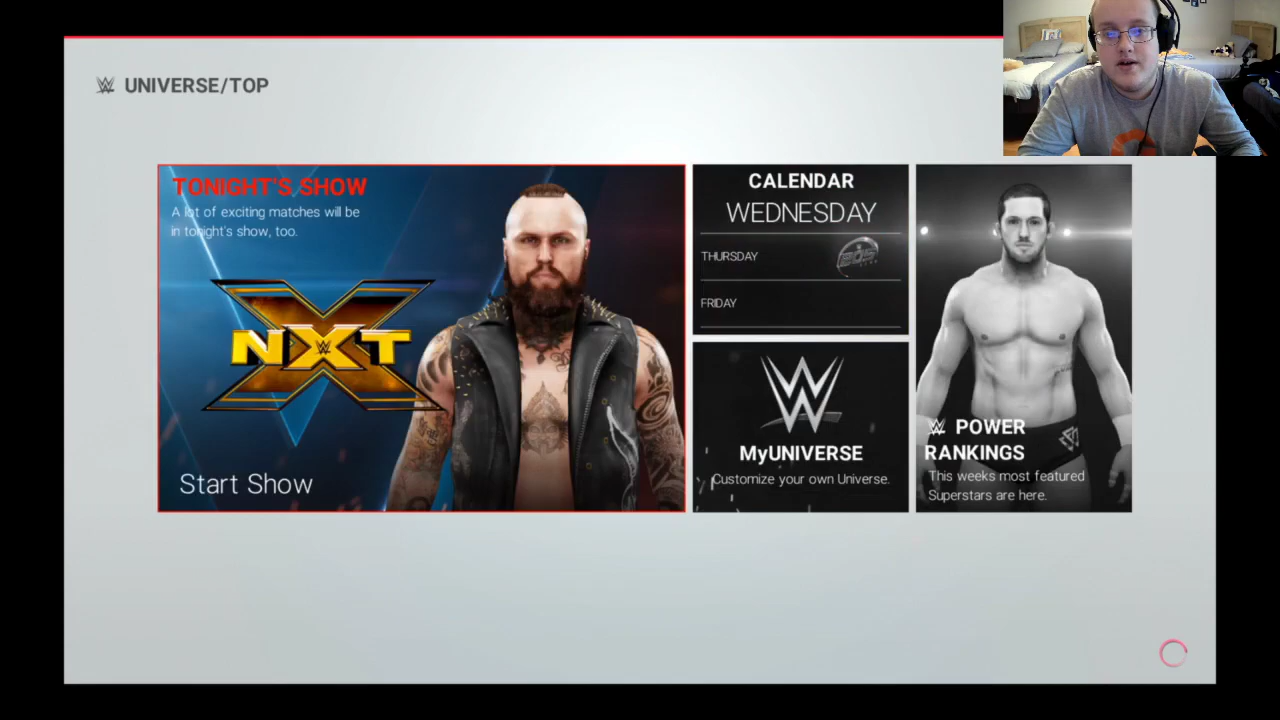 UNIVERSE/TOP
TONIGHT'S SHOW
A lot of exciting matches will be
in tonight's show, too.
NXT
Start Show
CALENDAR
WEDNESDAY
THURSDAY
205
FRIDAY
MyUNIVERSE
Customize your own Universe.
POWER
RANKINGS
This weeks most featured
Superstars are here.